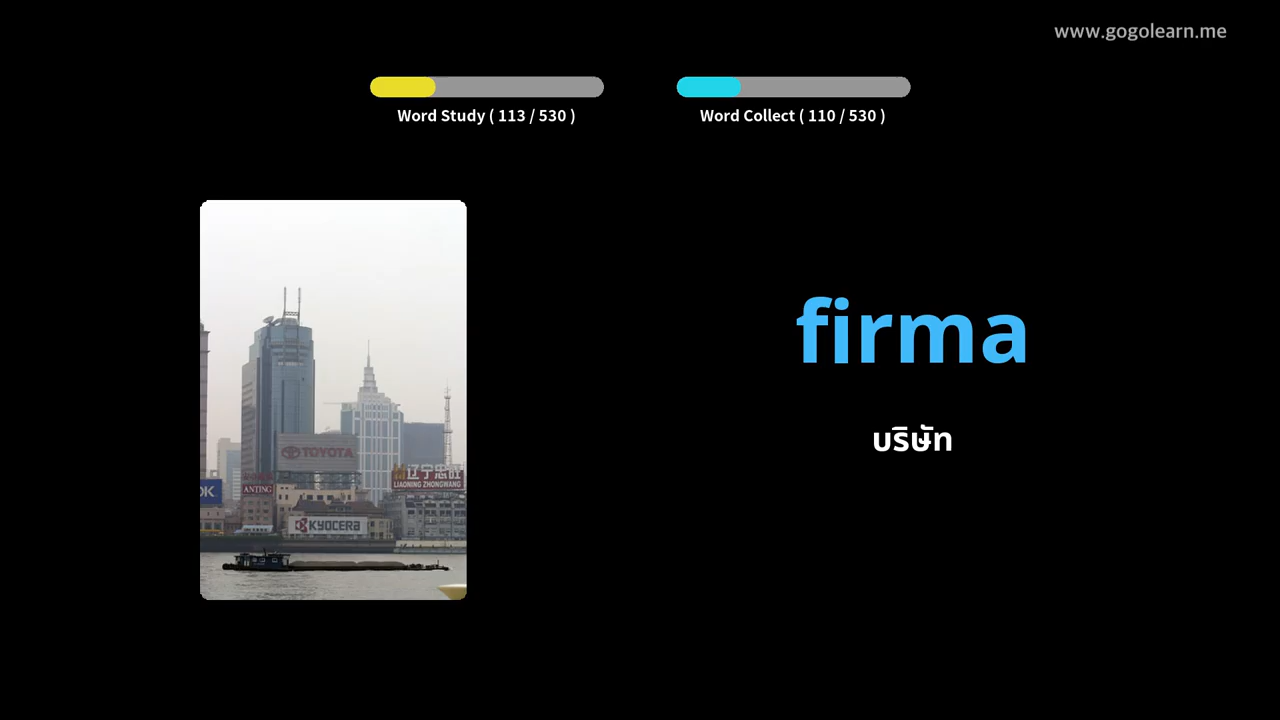 www.gogolearn.me
Word Study ( 113 / 530 )
Word Collect ( 110 / 530 )
firma
บริษัท
TOYOTA
辽宁忠旺
LIAONING ZHONGWANG
OK
ANTING
KYOCERA